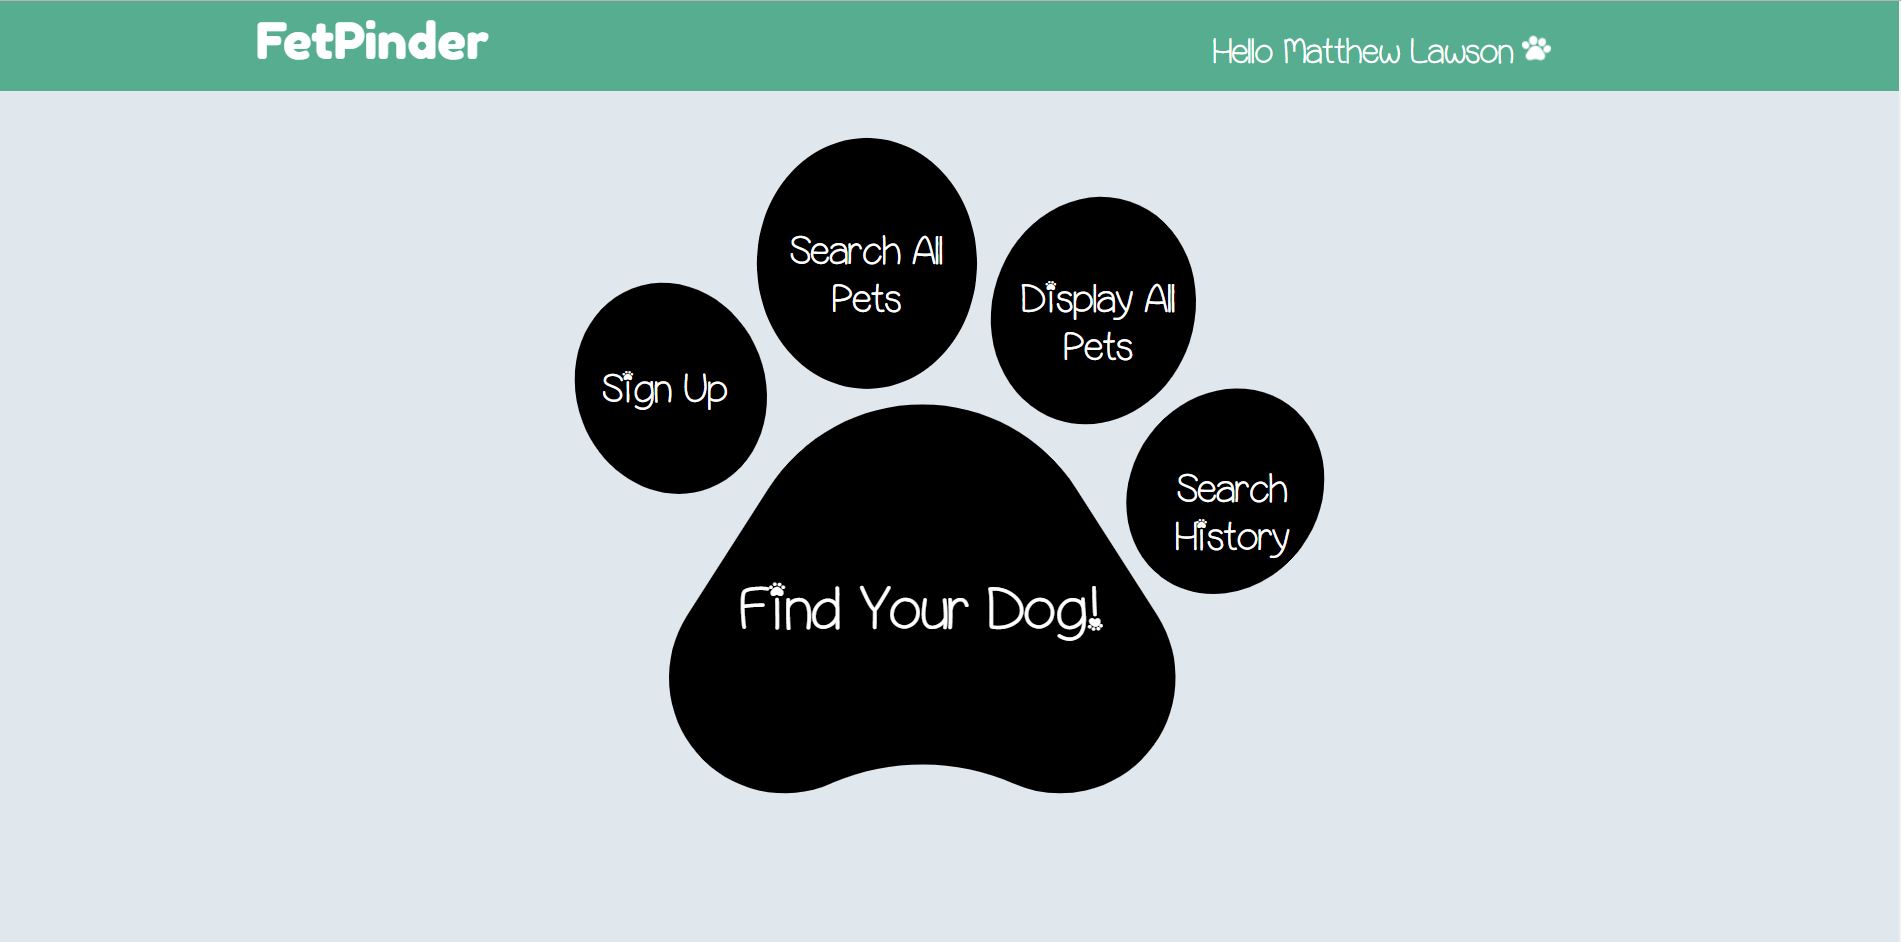 FetPinder
Hello Matthew Lawson
Search All
Pets
Display All
Pets
Sign Up
Search
History
Find Your Dog!